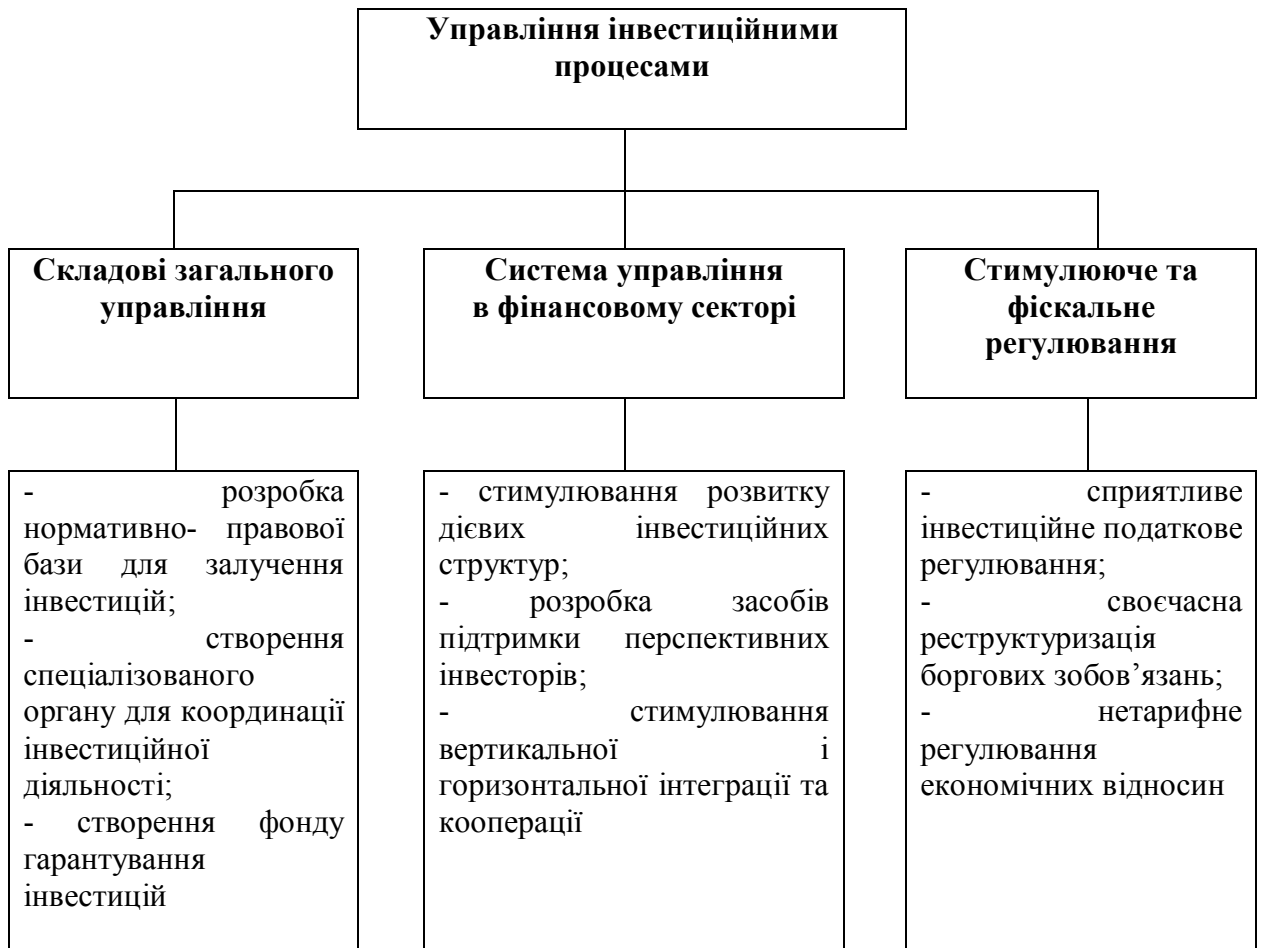 Управління інвестиційними
процесами
Складові загального
управління
Система управління
в фінансовому секторі
Стимулююче та
фіскальне
регулювання
- розробка
нормативно- правової
бази для залучення
інвестицій;
- створення
спеціалізованого
органу для координації
інвестиційної
діяльності;
- створення фонду
гарантування
інвестицій
- стимулювання розвитку
дієвих інвестиційних
структур;
- розробка засобів
підтримки перспективних
інвесторів;
- стимулювання
вертикальної і
горизонтальної інтеграції та
кооперації
- сприятливе
інвестиційне податкове
регулювання;
- своєчасна
реструктуризація
боргових зобов’язань;
- нетарифне
регулювання
економічних відносин